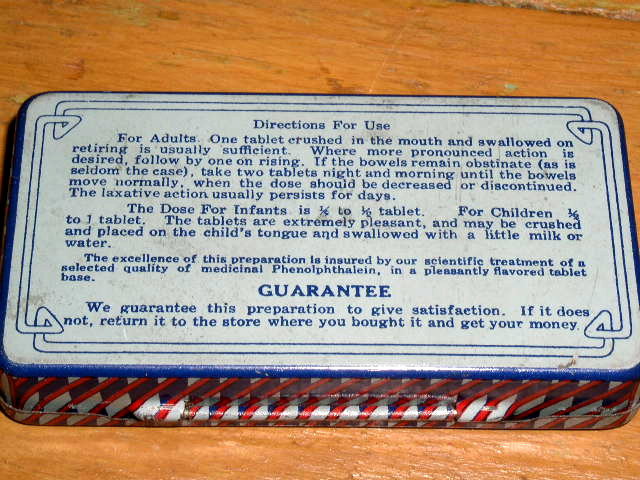 Directions For Use
For Adults. One tablet crushed in the mouth and swallowed on
retiring is usually sufficient. Where more pronounced action is
desired, follow by one on rising. If the bowels remain obstinate (as is
seldom the case), take two tablets night and morning until the bowels
move normally, when the dose should be decreased or discontinued.
The laxative action usually persists for days.
The Dose For Infants is to ½ tablet. For Children ½
to 1 tablet. The tablets are extremely pleasant, and may be crushed
and placed on the child's tongue and swallowed with a little milk or
water.
The excellence of this preparation is insured by our scientific treatment of a
selected quality of medicinal Phenolphthalein, in a pleasantly flavored tablet
base.
GUARANTEE
We guarantee this preparation to give satisfaction. If it does
not, return it to the store where you bought it and get your money.